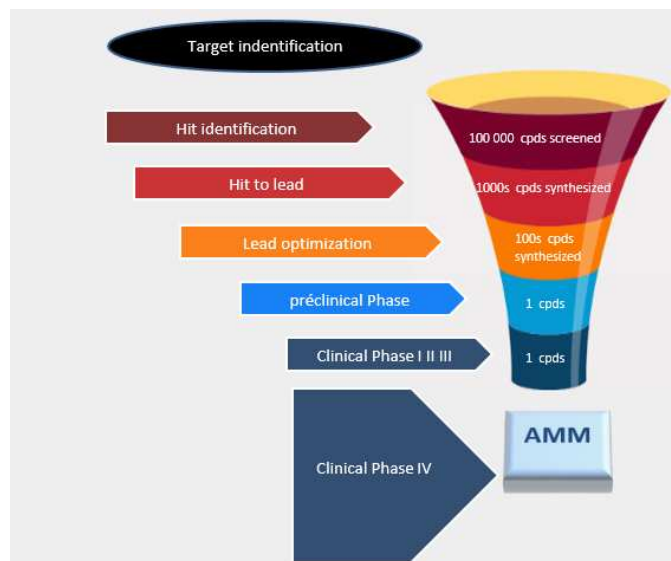 Target indentification
Hit identification
100 000 cpds screened
Hit to lead
1000s cpds synthesized
Lead optimization
100s cpds
synthesized
préclinical Phase
1 cpds
Clinical Phase I II III
1 cpds
AMM
Clinical Phase IV